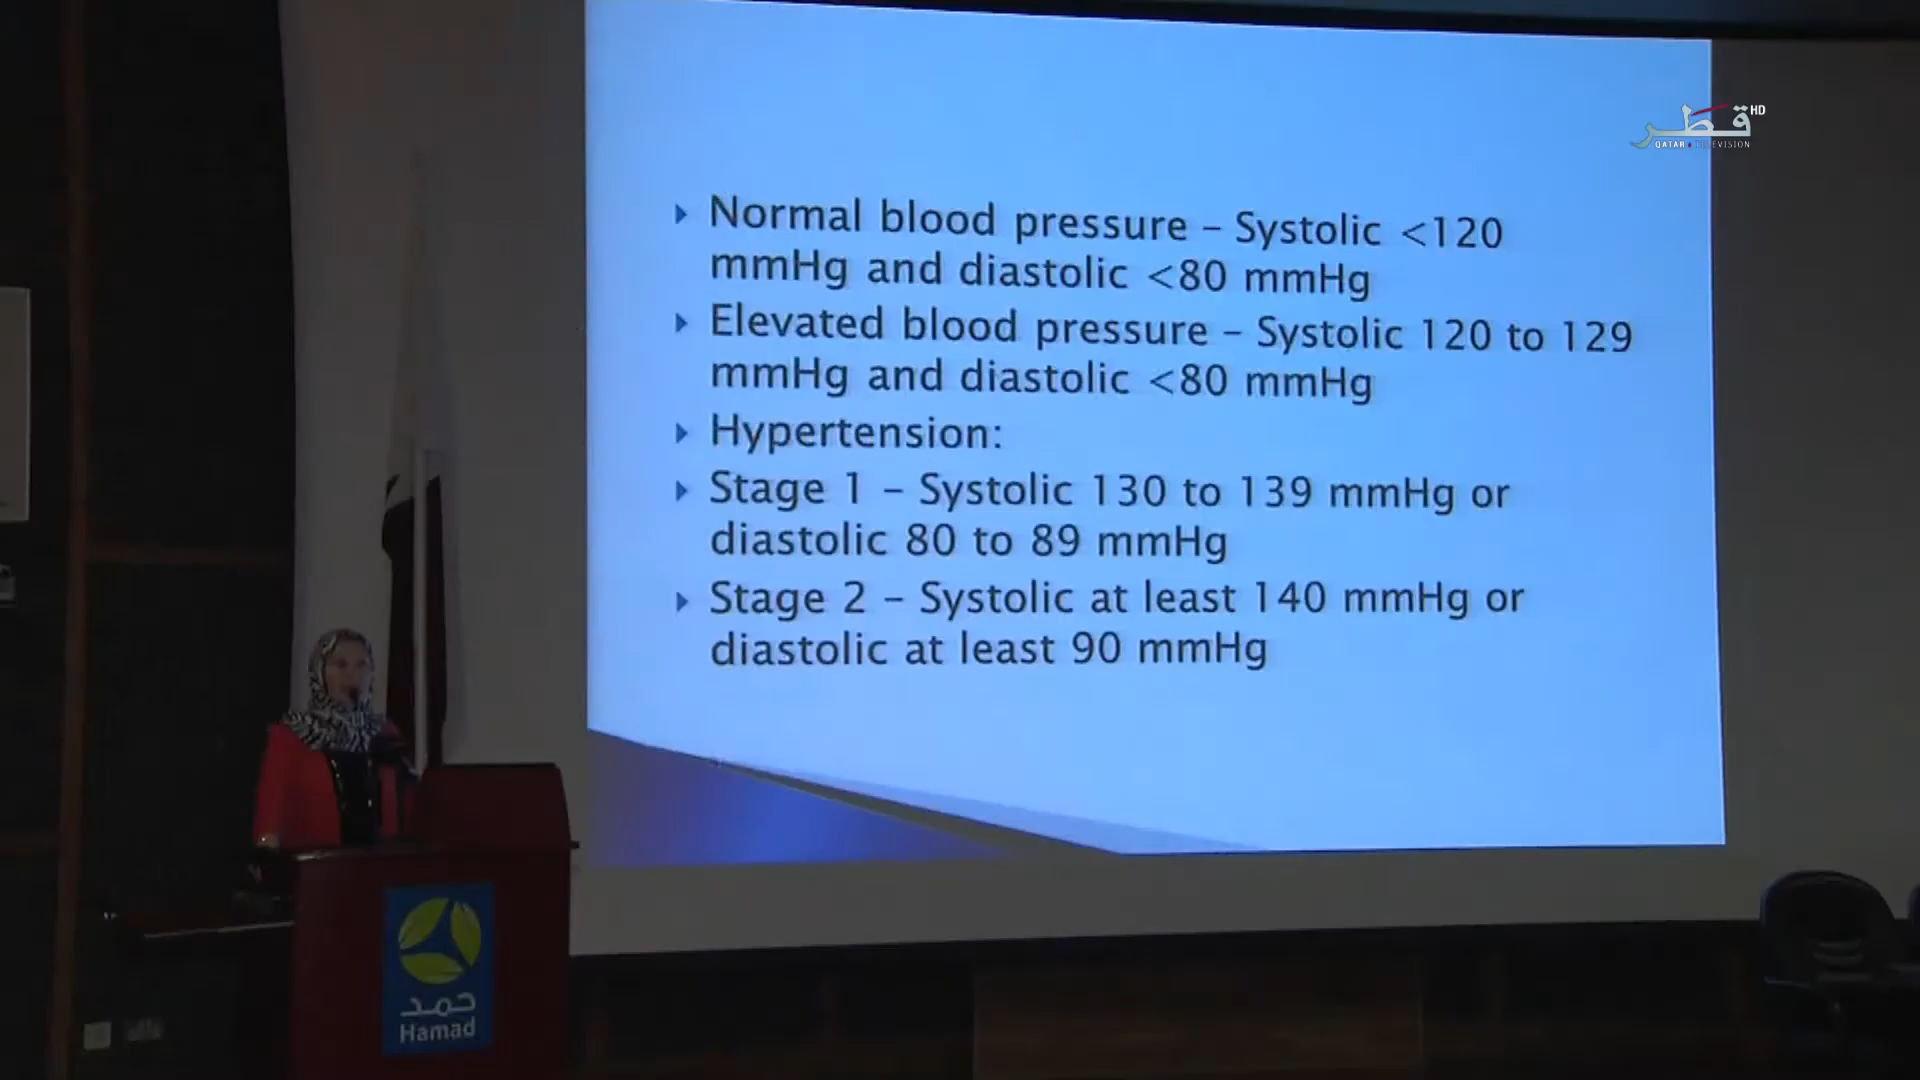 قطر HD
QATAR TELEVISION
Normal blood pressure – Systolic <120
mmHg and diastolic <80 mmHg
Elevated blood pressure – Systolic 120 to 129
mmHg and diastolic <80 mmHg
Hypertension:
Stage 1 – Systolic 130 to 139 mmHg or
diastolic 80 to 89 mmHg
Stage 2 – Systolic at least 140 mmHg or
diastolic at least 90 mmHg
حمد
Hamad